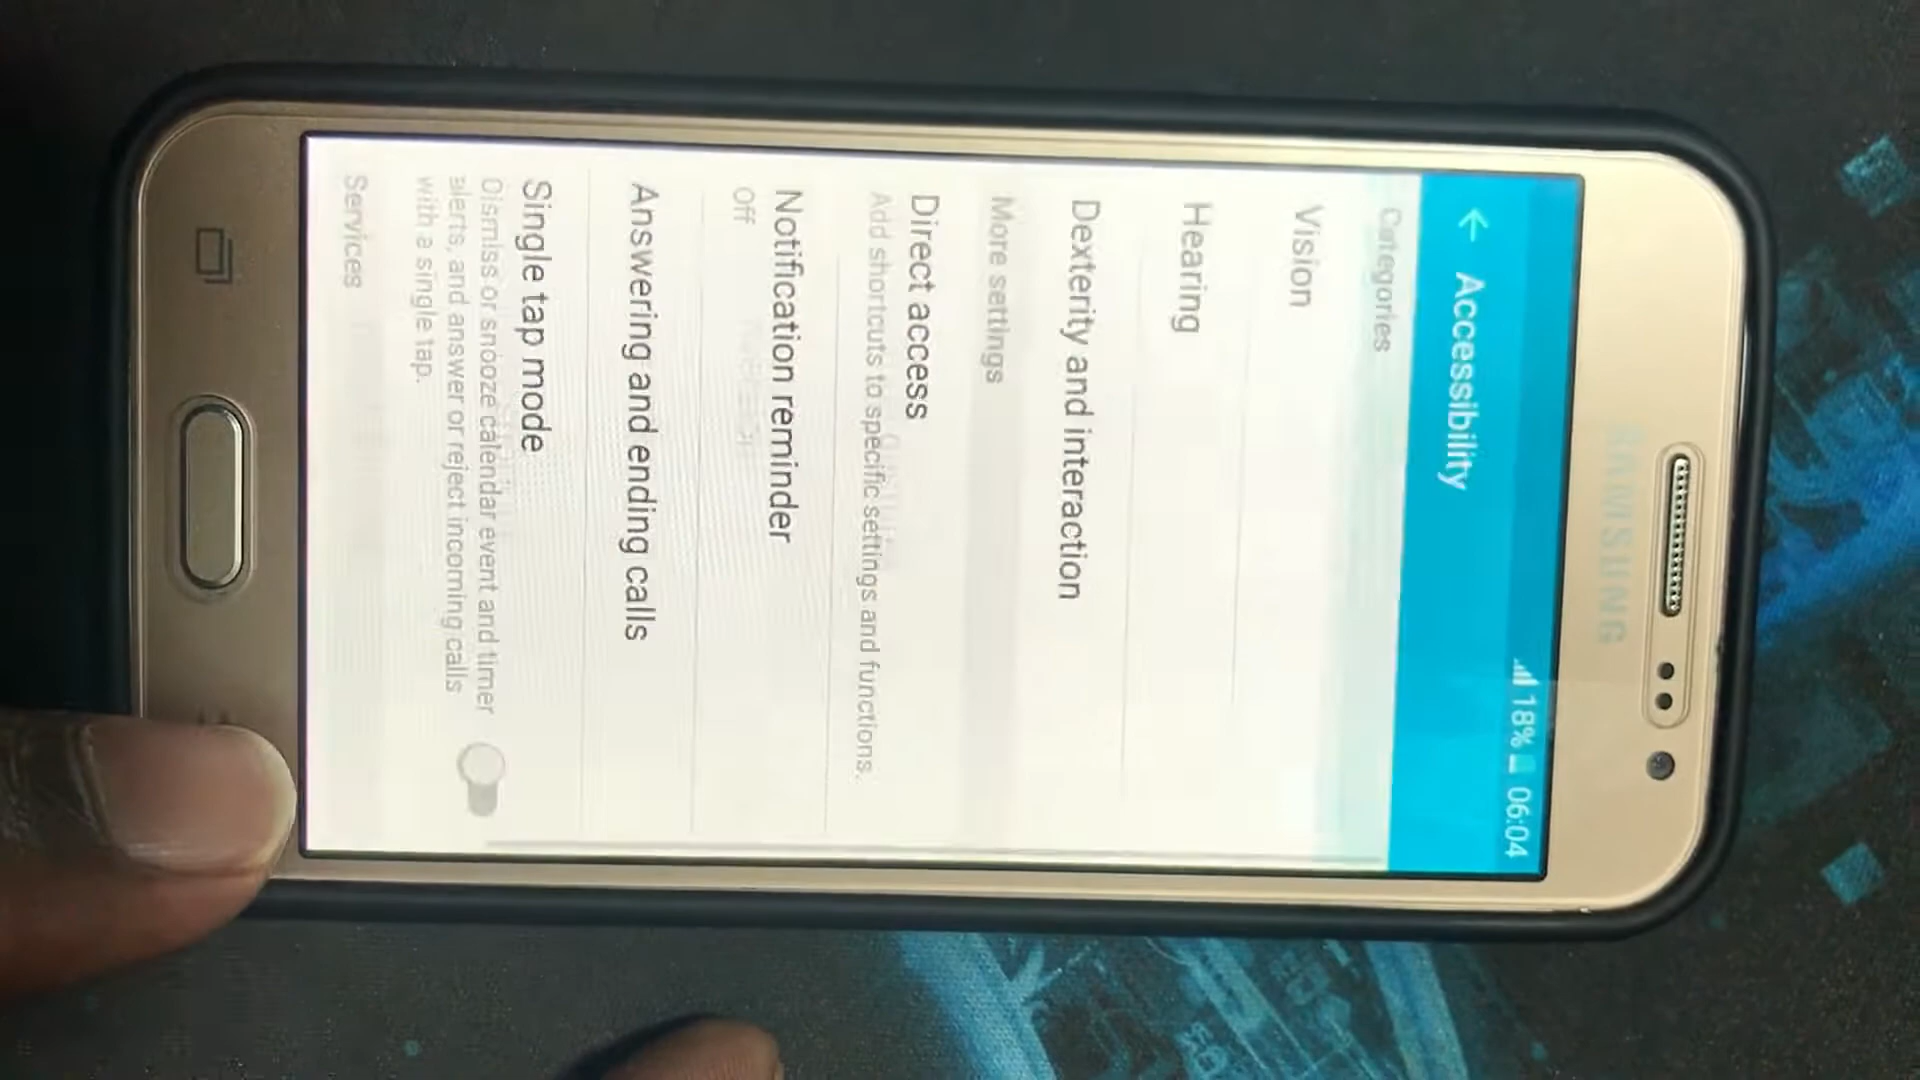 SAMSUNG
18% 06:04
Accessibility
Categories
Vision
Hearing
Dexterity and interaction
More settings
Direct access
Add shortcuts to specific settings and functions.
Notification reminder
Off
Answering and ending calls
Single tap mode
Dismiss or snooze calendar event and timer
alerts, and answer or reject incoming calls
with a single tap.
Services